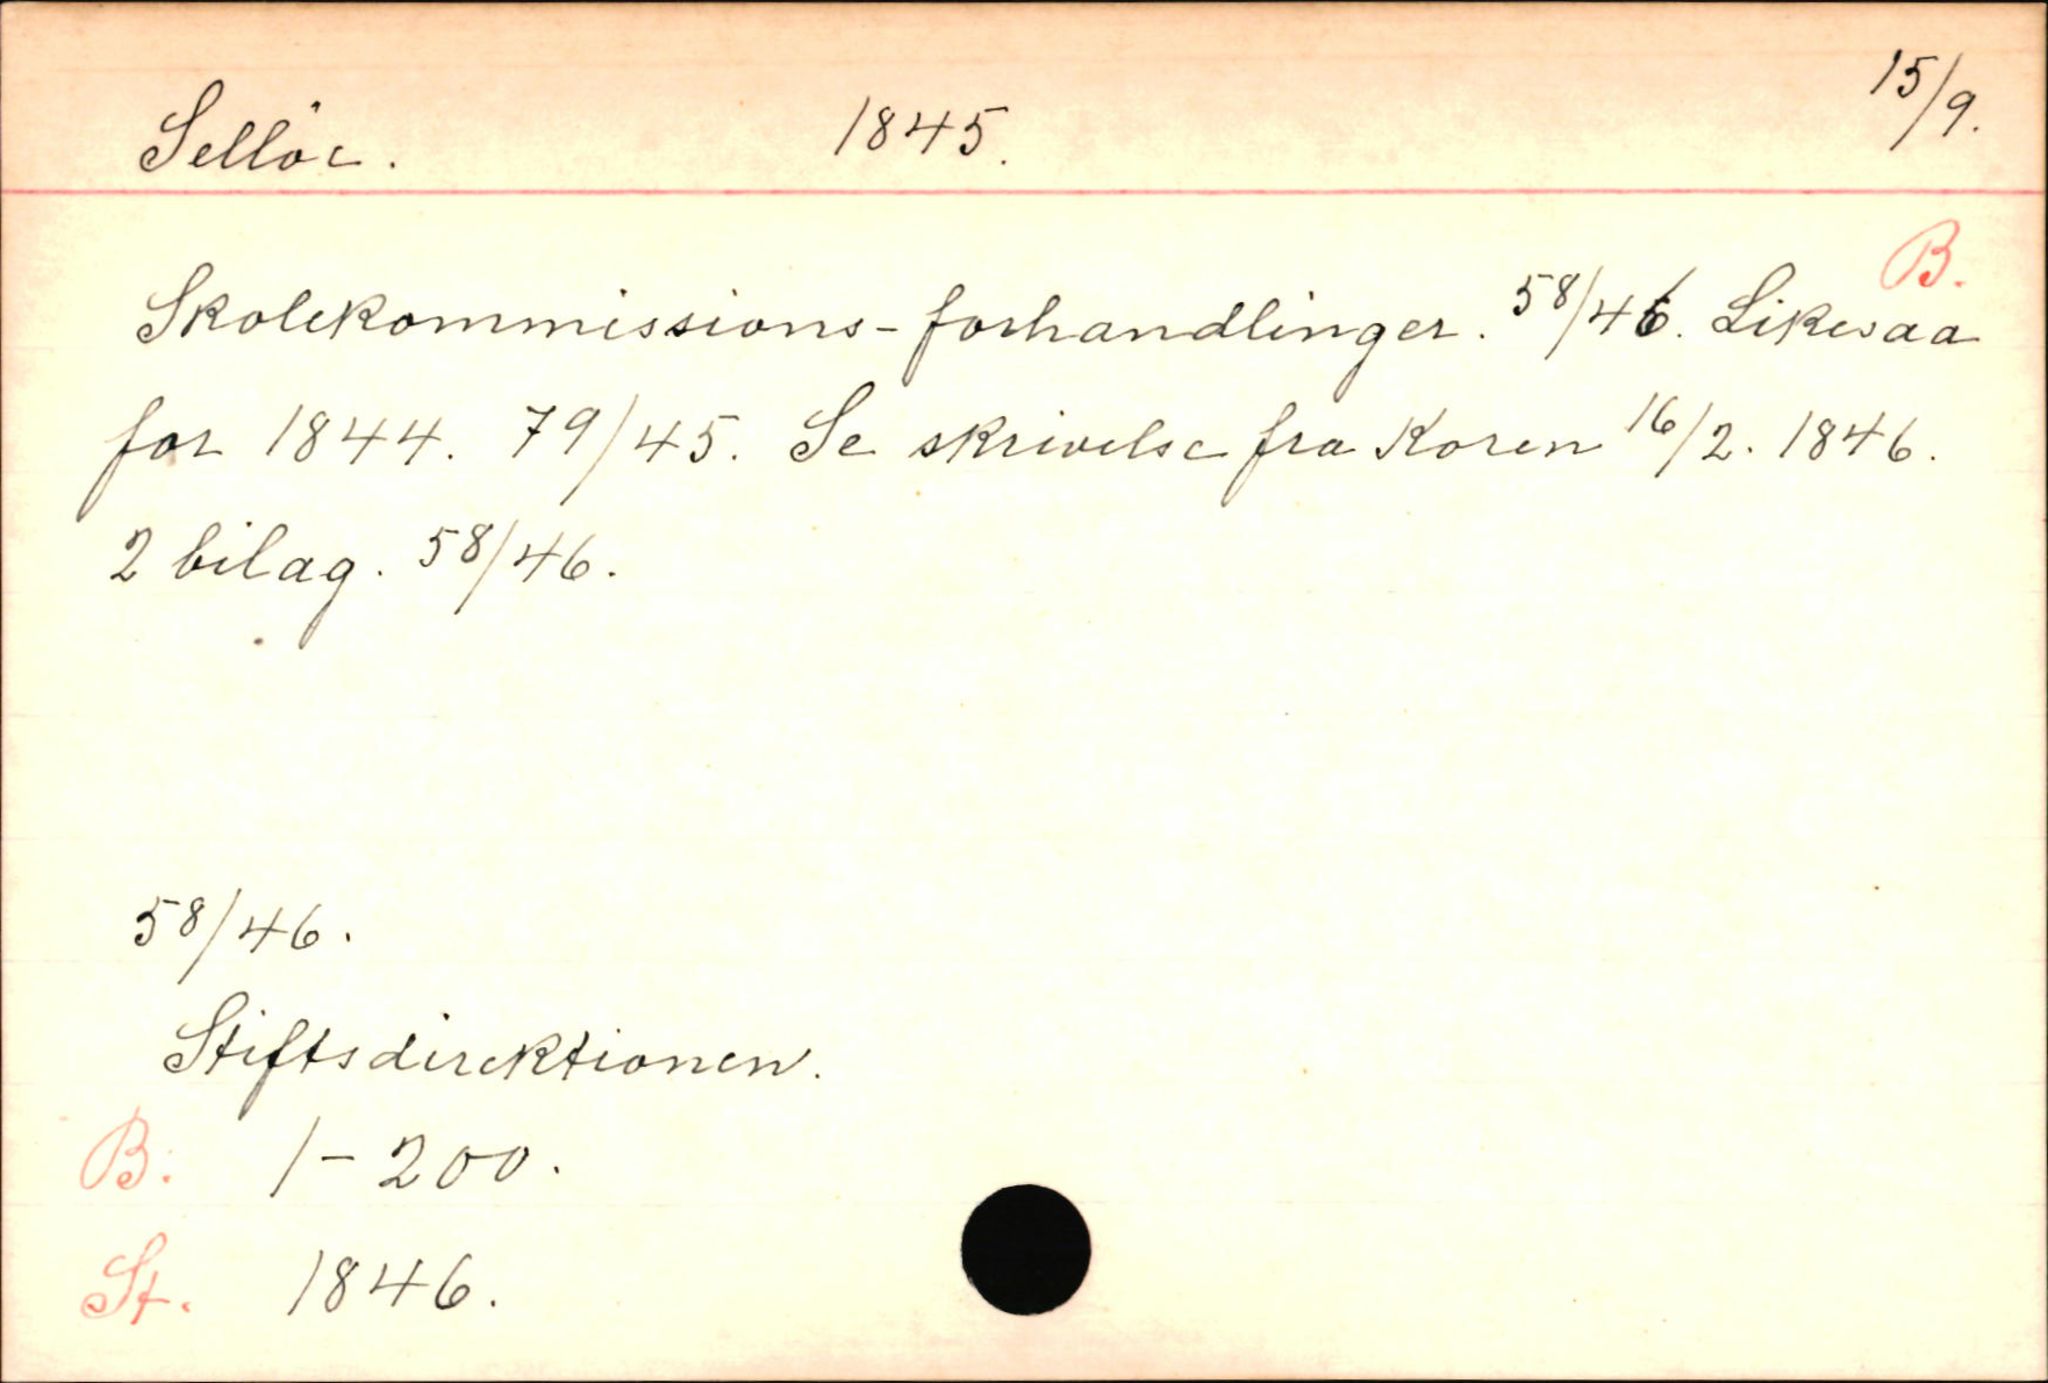 Sellöe. 1845. 15/9.
B.
Skolekommissions-forhandlinger. 58/46. Likesaa
for 1844. 79/45. Se skrivelse fra Koren 16/2. 1846.
2 bilag. 58/46.
58/46.
Stiftsdirektionen.
B. 1-200.
St. 1846.